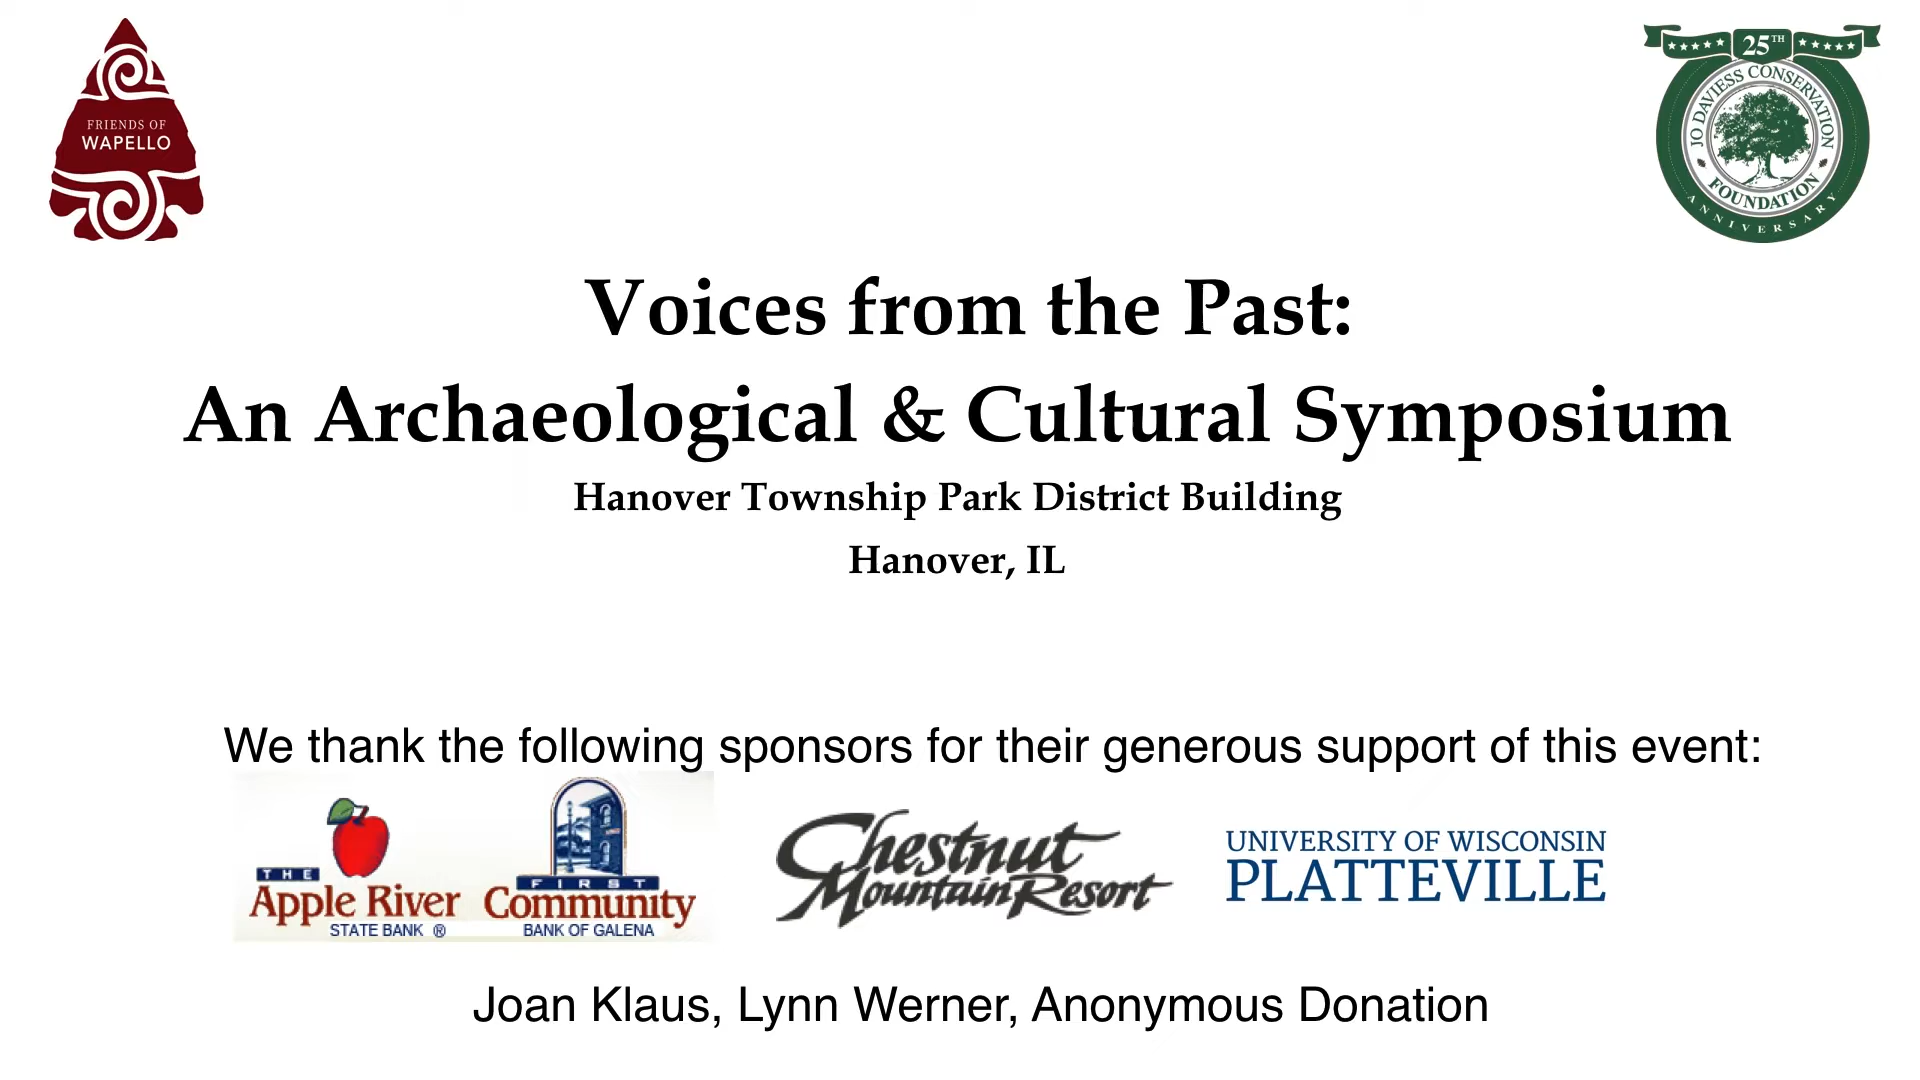 FRIENDS OF
WAPELLO
25TH
JO DAVIESS CONSERVATION
FOUNDATION
ANNIVERSARY
Voices from the Past:
An Archaeological & Cultural Symposium
Hanover Township Park District Building
Hanover, IL
We thank the following sponsors for their generous support of this event:
THE
Apple River
STATE BANK ®
FIRST
Community
BANK OF GALENA
Chestnut
Mountain Resort
UNIVERSITY OF WISCONSIN
PLATTEVILLE
Joan Klaus, Lynn Werner, Anonymous Donation